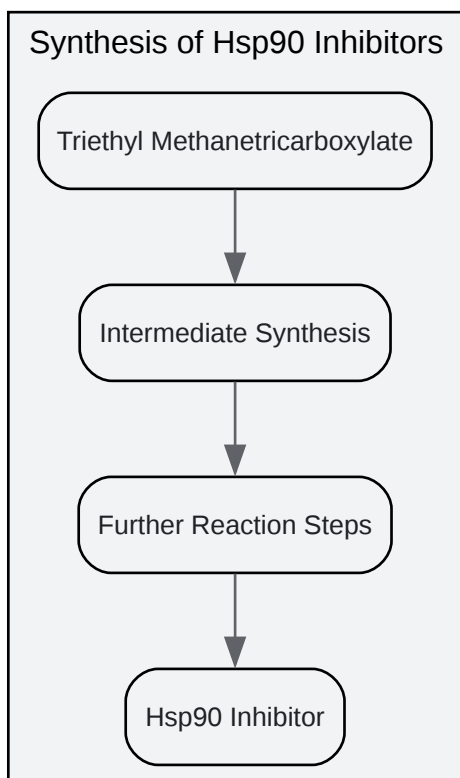 Synthesis of Hsp90 Inhibitors
Triethyl Methanetricarboxylate
Intermediate Synthesis
Further Reaction Steps
Hsp90 Inhibitor